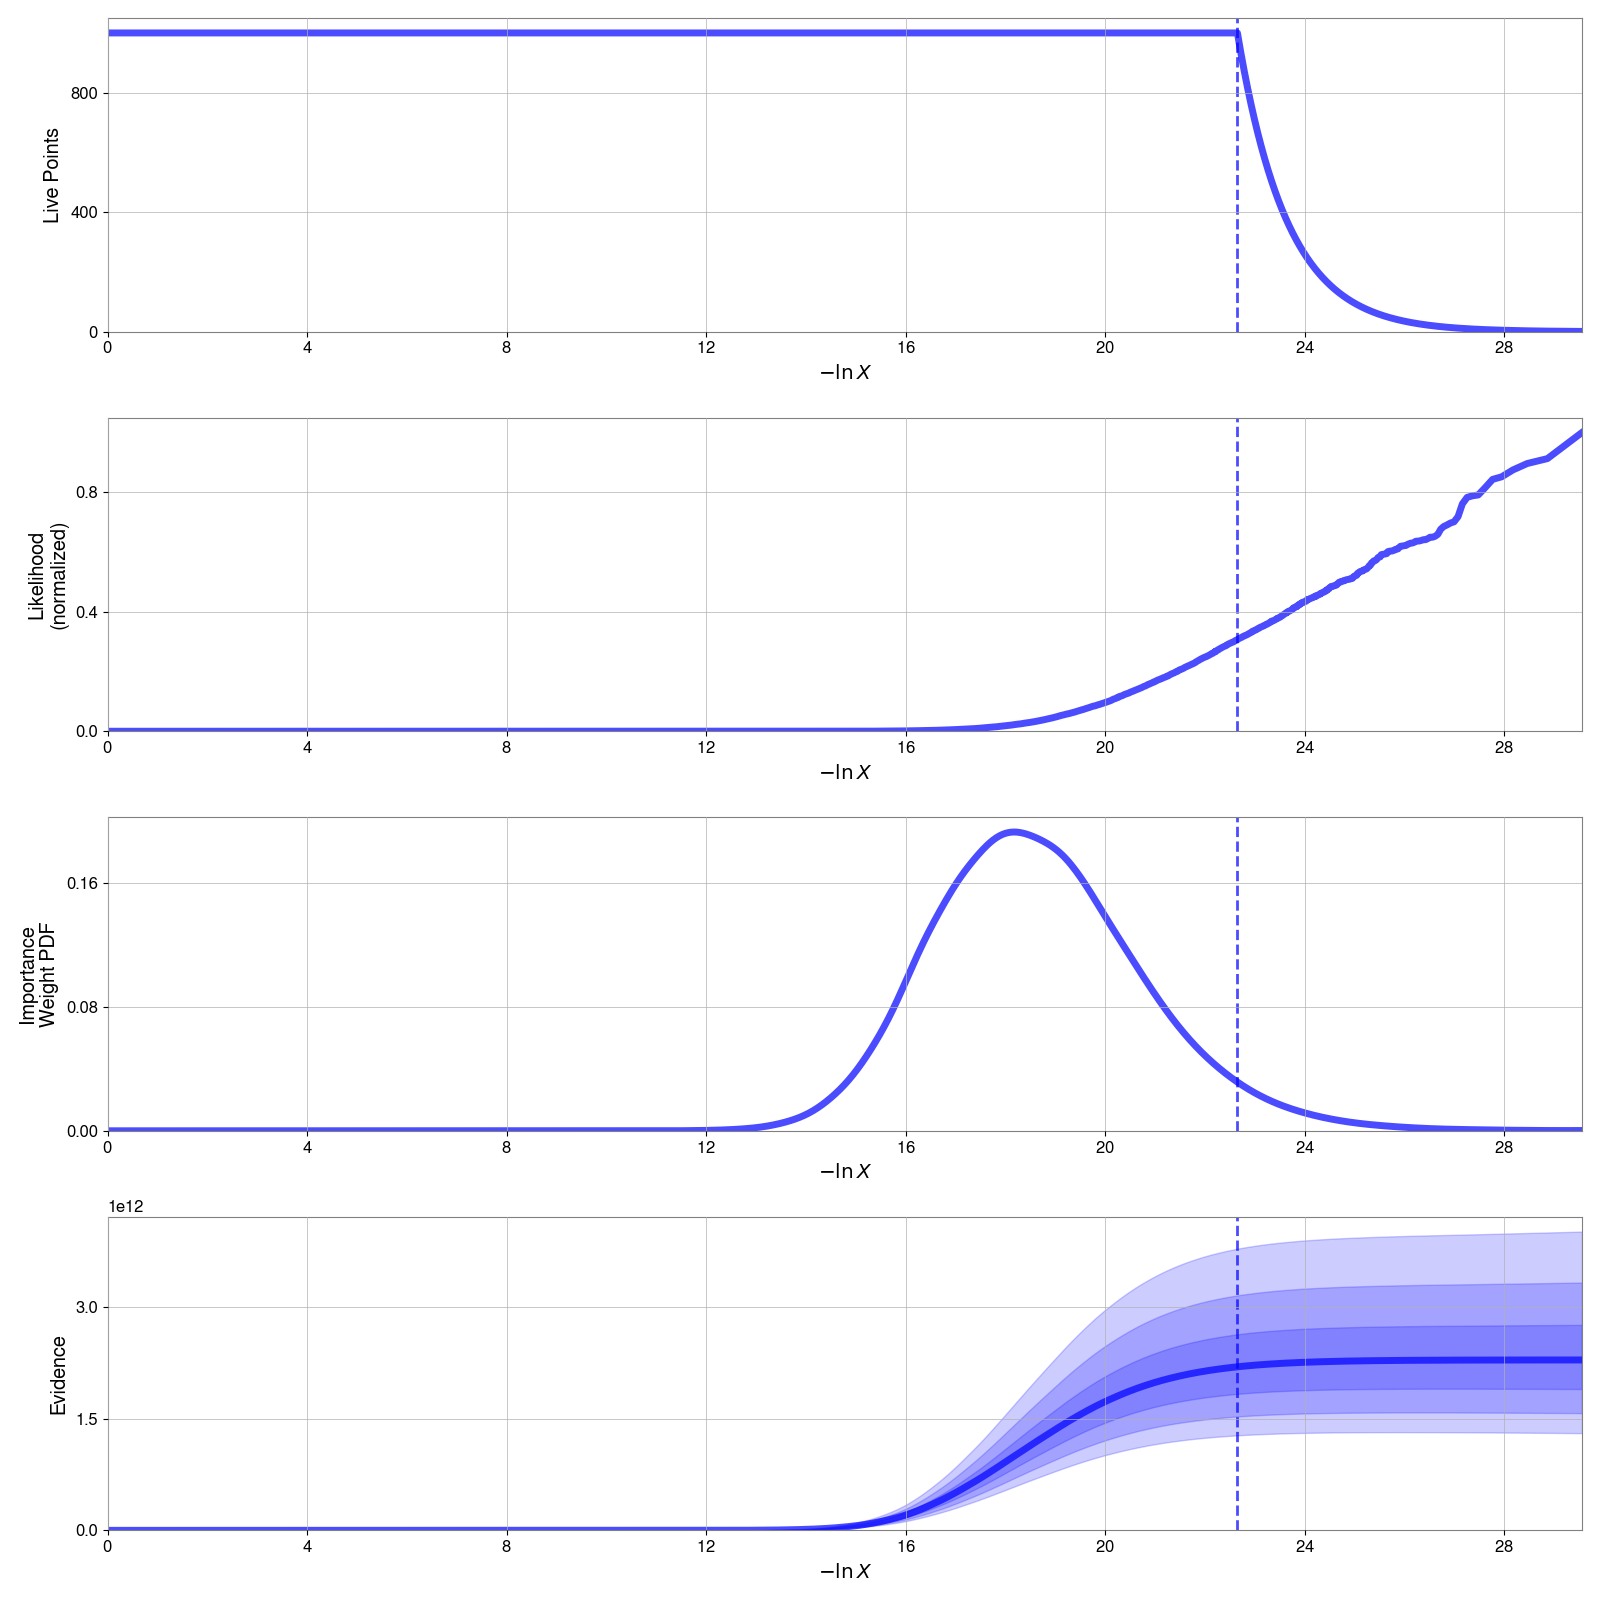 Live Points
800
400
0
0 4 8 12 16 20 24 28
−ln X
Likelihood
(normalized)
0.8
0.4
0.0
0 4 8 12 16 20 24 28
−ln X
Importance
Weight PDF
0.16
0.08
0.00
0 4 8 12 16 20 24 28
−ln X
1e12
Evidence
3.0
1.5
0.0
0 4 8 12 16 20 24 28
−ln X